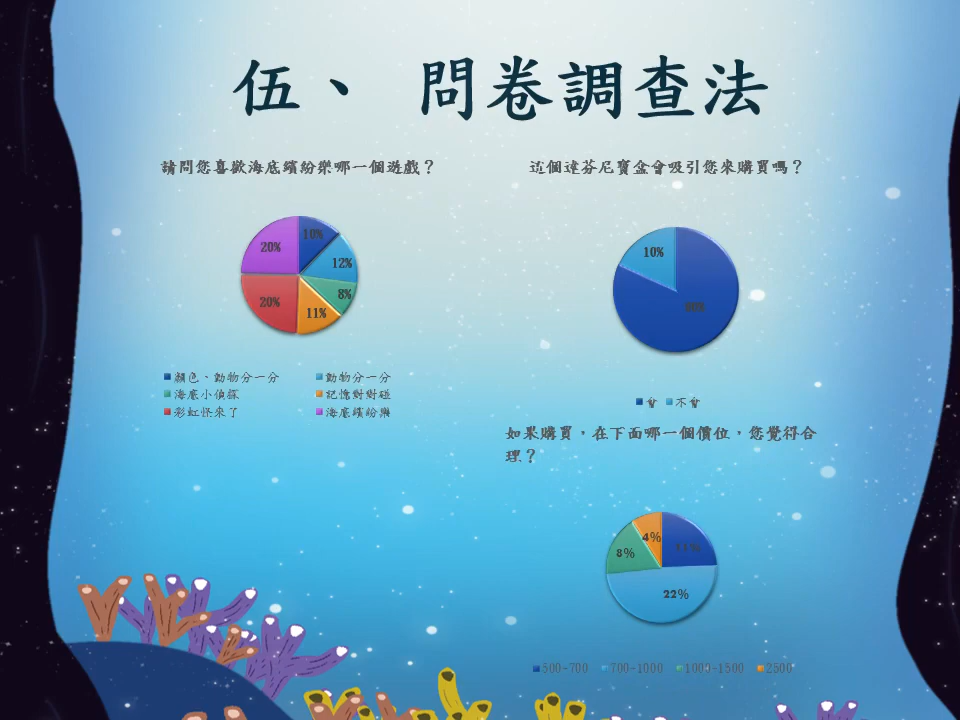 伍、 問卷調查法
請問您喜歡海底繽紛樂哪一個遊戲？
10%
12%
8%
11%
20%
20%
顏色、動物分一分
動物分一分
海底小偵探
記憶對對碰
彩虹怪來了
海底繽紛樂
這個達芬尼寶盒會吸引您來購買嗎？
10%
會
不會
如果購買，在下面哪一個價位，您覺得合
理？
11%
22%
8%
4%
500-700
700-1000
1000-1500
2500